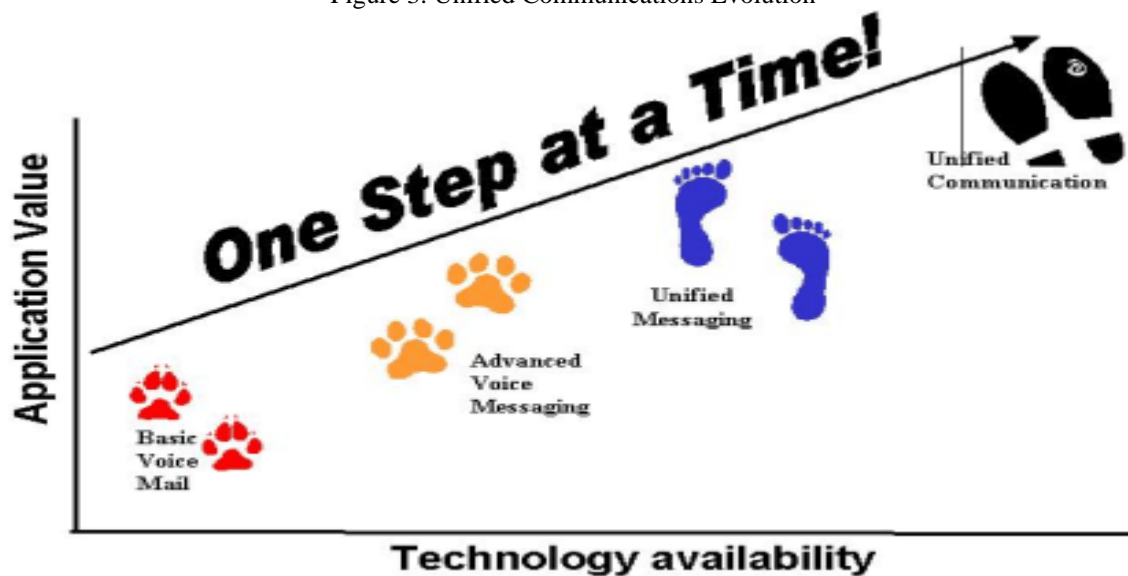 Figure 3. Unified Communications Evolution
One Step at a Time!
Application Value
Unified
Communication
Unified
Messaging
Advanced
Voice
Messaging
Basic
Voice
Mail
Technology availability